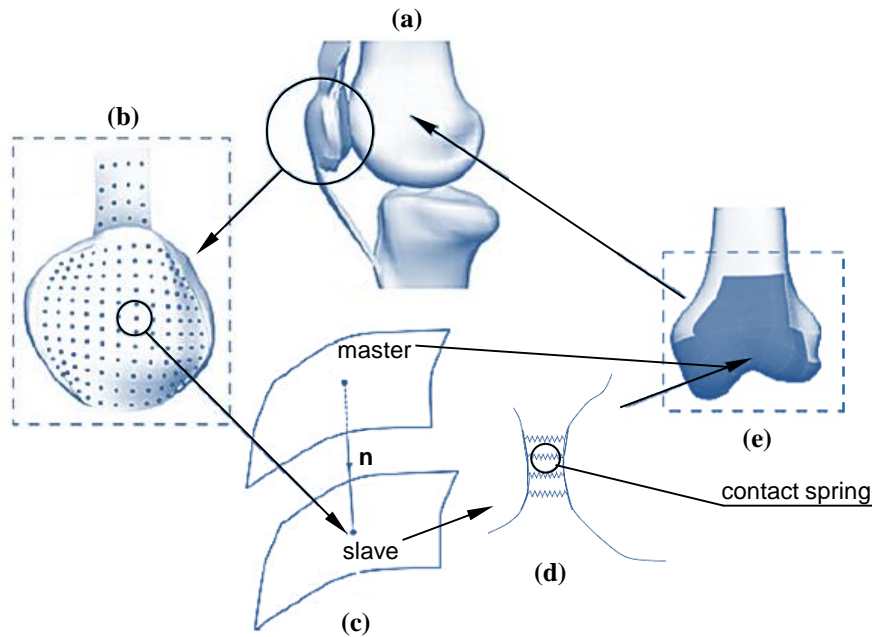 (a)
(b)
master
n
(e)
contact spring
slave
(d)
(c)